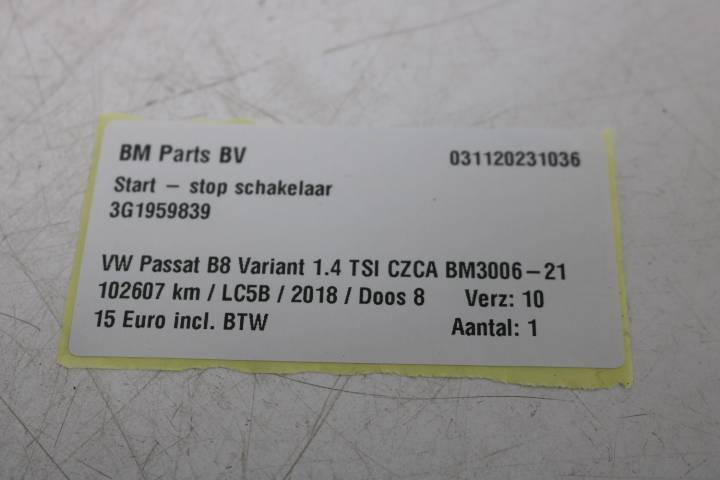 BM Parts BV 031120231036
Start – stop schakelaar
3G1959839
VW Passat B8 Variant 1.4 TSI CZCA BM3006–21
102607 km / LC5B / 2018 / Doos 8 Verz: 10
15 Euro incl. BTW Aantal: 1